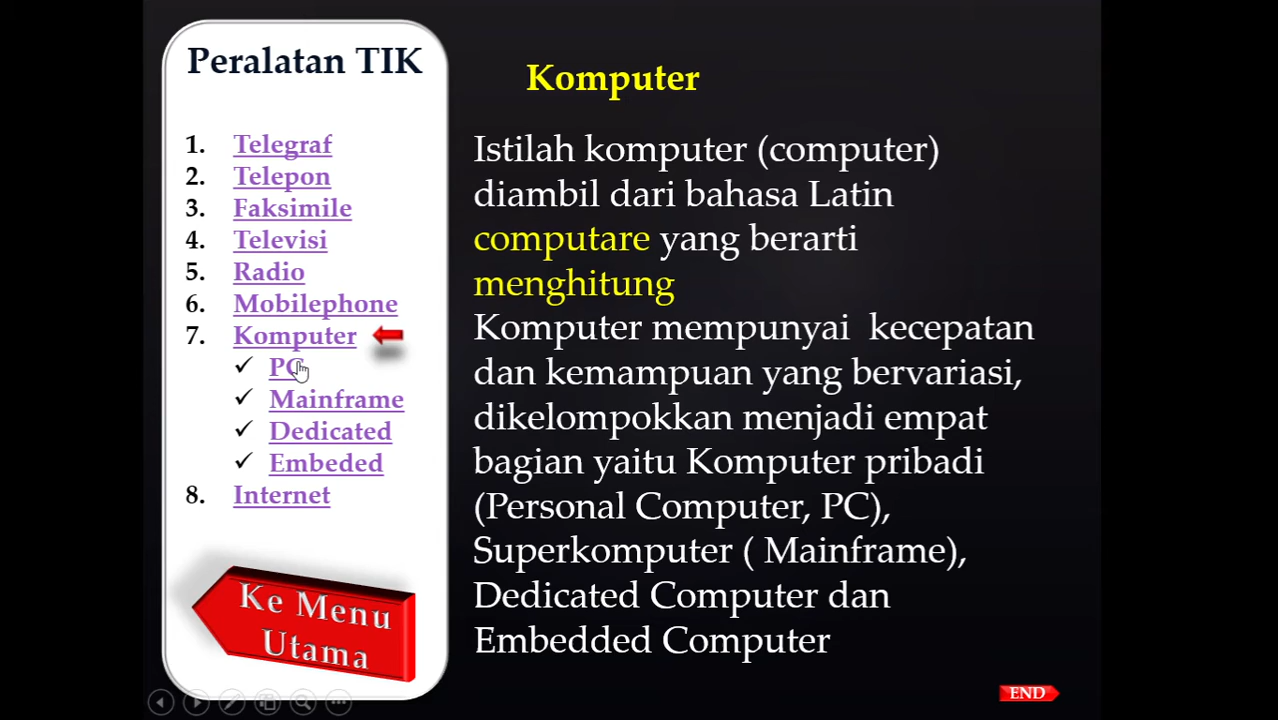 Peralatan TIK
1. Telegraf
2. Telepon
3. Faksimile
4. Televisi
5. Radio
6. Mobilephone
7. Komputer
✓ PC
✓ Mainframe
✓ Dedicated
✓ Embeded
8. Internet
Ke Menu
Utama
Komputer
Istilah komputer (computer)
diambil dari bahasa Latin
computare yang berarti
menghitung
Komputer mempunyai kecepatan
dan kemampuan yang bervariasi,
dikelompokkan menjadi empat
bagian yaitu Komputer pribadi
(Personal Computer, PC),
Superkomputer ( Mainframe),
Dedicated Computer dan
Embedded Computer
END